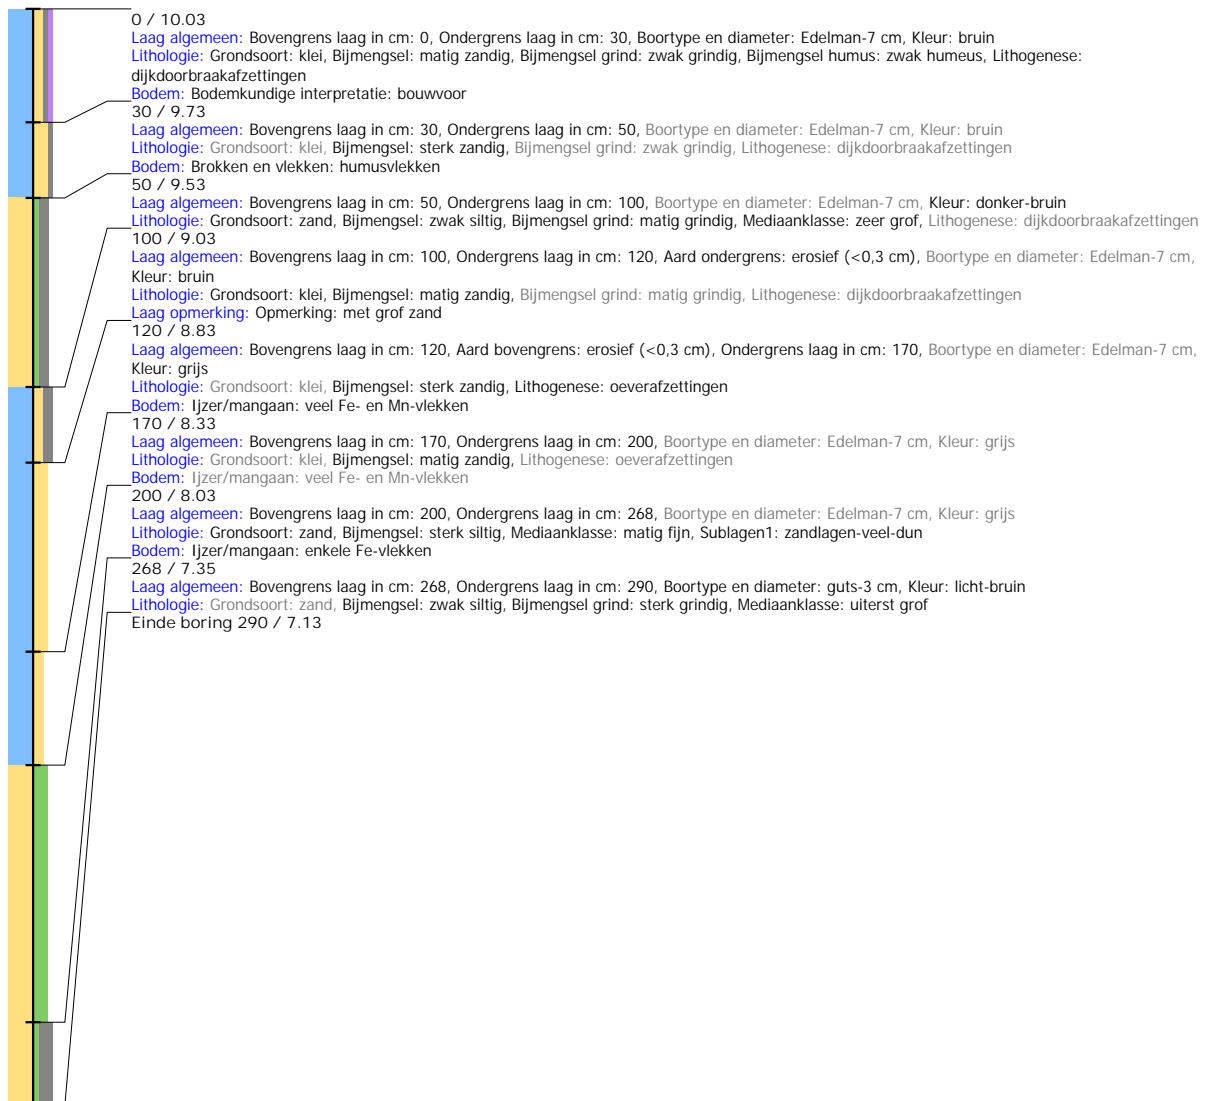 0 / 10.03
Laag algemeen: Bovengrens laag in cm: 0, Ondergrens laag in cm: 30, Boortype en diameter: Edelman-7 cm, Kleur: bruin
Lithologie: Grondsoort: klei, Bijmengsel: matig zandig, Bijmengsel grind: zwak grindig, Bijmengsel humus: zwak humeus, Lithogenese:
dijkdoorbraakafzettingen
Bodem: Bodemkundige interpretatie: bouwvoor
30 / 9.73
Laag algemeen: Bovengrens laag in cm: 30, Ondergrens laag in cm: 50, Boortype en diameter: Edelman-7 cm, Kleur: bruin
Lithologie: Grondsoort: klei, Bijmengsel: sterk zandig, Bijmengsel grind: zwak grindig, Lithogenese: dijkdoorbraakafzettingen
Bodem: Brokken en vlekken: humusvlekken
50 / 9.53
Laag algemeen: Bovengrens laag in cm: 50, Ondergrens laag in cm: 100, Boortype en diameter: Edelman-7 cm, Kleur: donker-bruin
Lithologie: Grondsoort: zand, Bijmengsel: zwak siltig, Bijmengsel grind: matig grindig, Mediaanklasse: zeer grof, Lithogenese: dijkdoorbraakafzettingen
100 / 9.03
Laag algemeen: Bovengrens laag in cm: 100, Ondergrens laag in cm: 120, Aard ondergrens: erosief (<0,3 cm), Boortype en diameter: Edelman-7 cm,
Kleur: bruin
Lithologie: Grondsoort: klei, Bijmengsel: matig zandig, Bijmengsel grind: matig grindig, Lithogenese: dijkdoorbraakafzettingen
Laag opmerking: Opmerking: met grof zand
120 / 8.83
Laag algemeen: Bovengrens laag in cm: 120, Aard bovengrens: erosief (<0,3 cm), Ondergrens laag in cm: 170, Boortype en diameter: Edelman-7 cm,
Kleur: grijs
Lithologie: Grondsoort: klei, Bijmengsel: sterk zandig, Lithogenese: oeverafzettingen
Bodem: Ijzer/mangaan: veel Fe- en Mn-vlekken
170 / 8.33
Laag algemeen: Bovengrens laag in cm: 170, Ondergrens laag in cm: 200, Boortype en diameter: Edelman-7 cm, Kleur: grijs
Lithologie: Grondsoort: klei, Bijmengsel: matig zandig, Lithogenese: oeverafzettingen
Bodem: Ijzer/mangaan: veel Fe- en Mn-vlekken
200 / 8.03
Laag algemeen: Bovengrens laag in cm: 200, Ondergrens laag in cm: 268, Boortype en diameter: Edelman-7 cm, Kleur: grijs
Lithologie: Grondsoort: zand, Bijmengsel: sterk siltig, Mediaanklasse: matig fijn, Sublagen1: zandlagen-veel-dun
Bodem: Ijzer/mangaan: enkele Fe-vlekken
268 / 7.35
Laag algemeen: Bovengrens laag in cm: 268, Ondergrens laag in cm: 290, Boortype en diameter: guts-3 cm, Kleur: licht-bruin
Lithologie: Grondsoort: zand, Bijmengsel: zwak siltig, Bijmengsel grind: sterk grindig, Mediaanklasse: uiterst grof
Einde boring 290 / 7.13